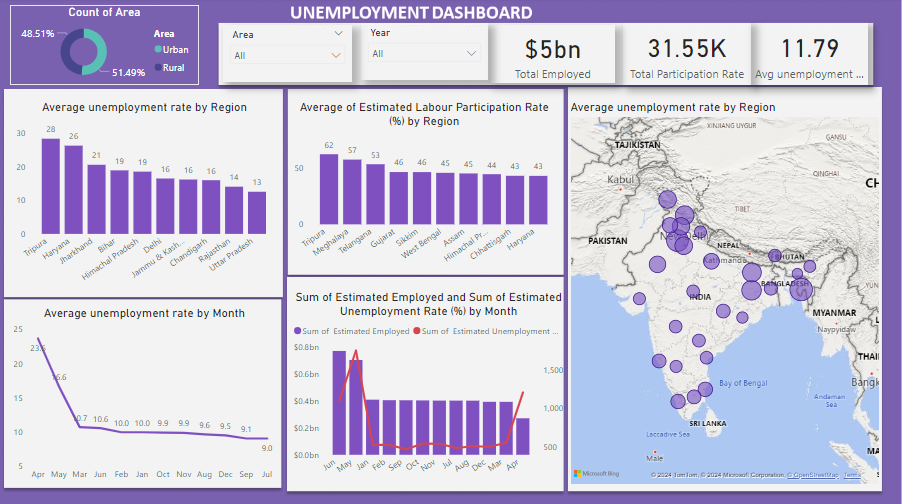 UNEMPLOYMENT DASHBOARD
Count of Area
48.51%
51.49%
Area
Urban
Rural
Area
All
Year
All
$5bn
Total Employed
31.55K
Total Participation Rate
11.79
Avg unemployment ...
Average unemployment rate by Region
30
20
10
0
28
26
21
19
19
16
16
16
14
13
Tripura
Haryana
Jharkhand
Bihar
Himachal Pradesh
Delhi
Jammu & Kash...
Chandigarh
Rajasthan
Uttar Pradesh
Average of Estimated Labour Participation Rate
(%) by Region
50
0
62
57
53
46
46
45
45
44
43
43
Tripura
Meghalaya
Telangana
Gujarat
Sikkim
West Bengal
Assam
Himachal Pr...
Chhattisgarh
Haryana
Average unemployment rate by Month
25
20
15
10
5
10.6
10.0
10.0
9.9
9.9
9.6
9.5
9.1
9.0
Apr
May
Mar
Jun
Feb
Jan
Oct
Nov
Aug
Dec
Sep
Jul
Sum of Estimated Employed and Sum of Estimated
Unemployment Rate (%) by Month
Sum of Estimated Employed
Sum of Estimated Unemployment ...
$0.8bn
$0.6bn
$0.4bn
$0.2bn
$0.0bn
1,500
1,000
500
Jun
May
Jan
Feb
Sep
Oct
Nov
Jul
Aug
Dec
Mar
Apr
Average unemployment rate by Region
XINJIANG UYGUR
GANSU
TAJIKISTAN
QINGHAI
Kabul
CH
TIBET
PAKISTAN
New Delhi
NEPAL
Kathmandu
BHUTAN
BANGLADESH
INDIA
MYANMAR
Naypyidaw
THAI
Bangk
Bay of Bengal
Andaman
Sea
SRI LANKA
Laccadive Sea
Male
MA
Microsoft Bing
© 2024 TomTom, © 2024 Microsoft Corporation, © OpenStreetMap Terms